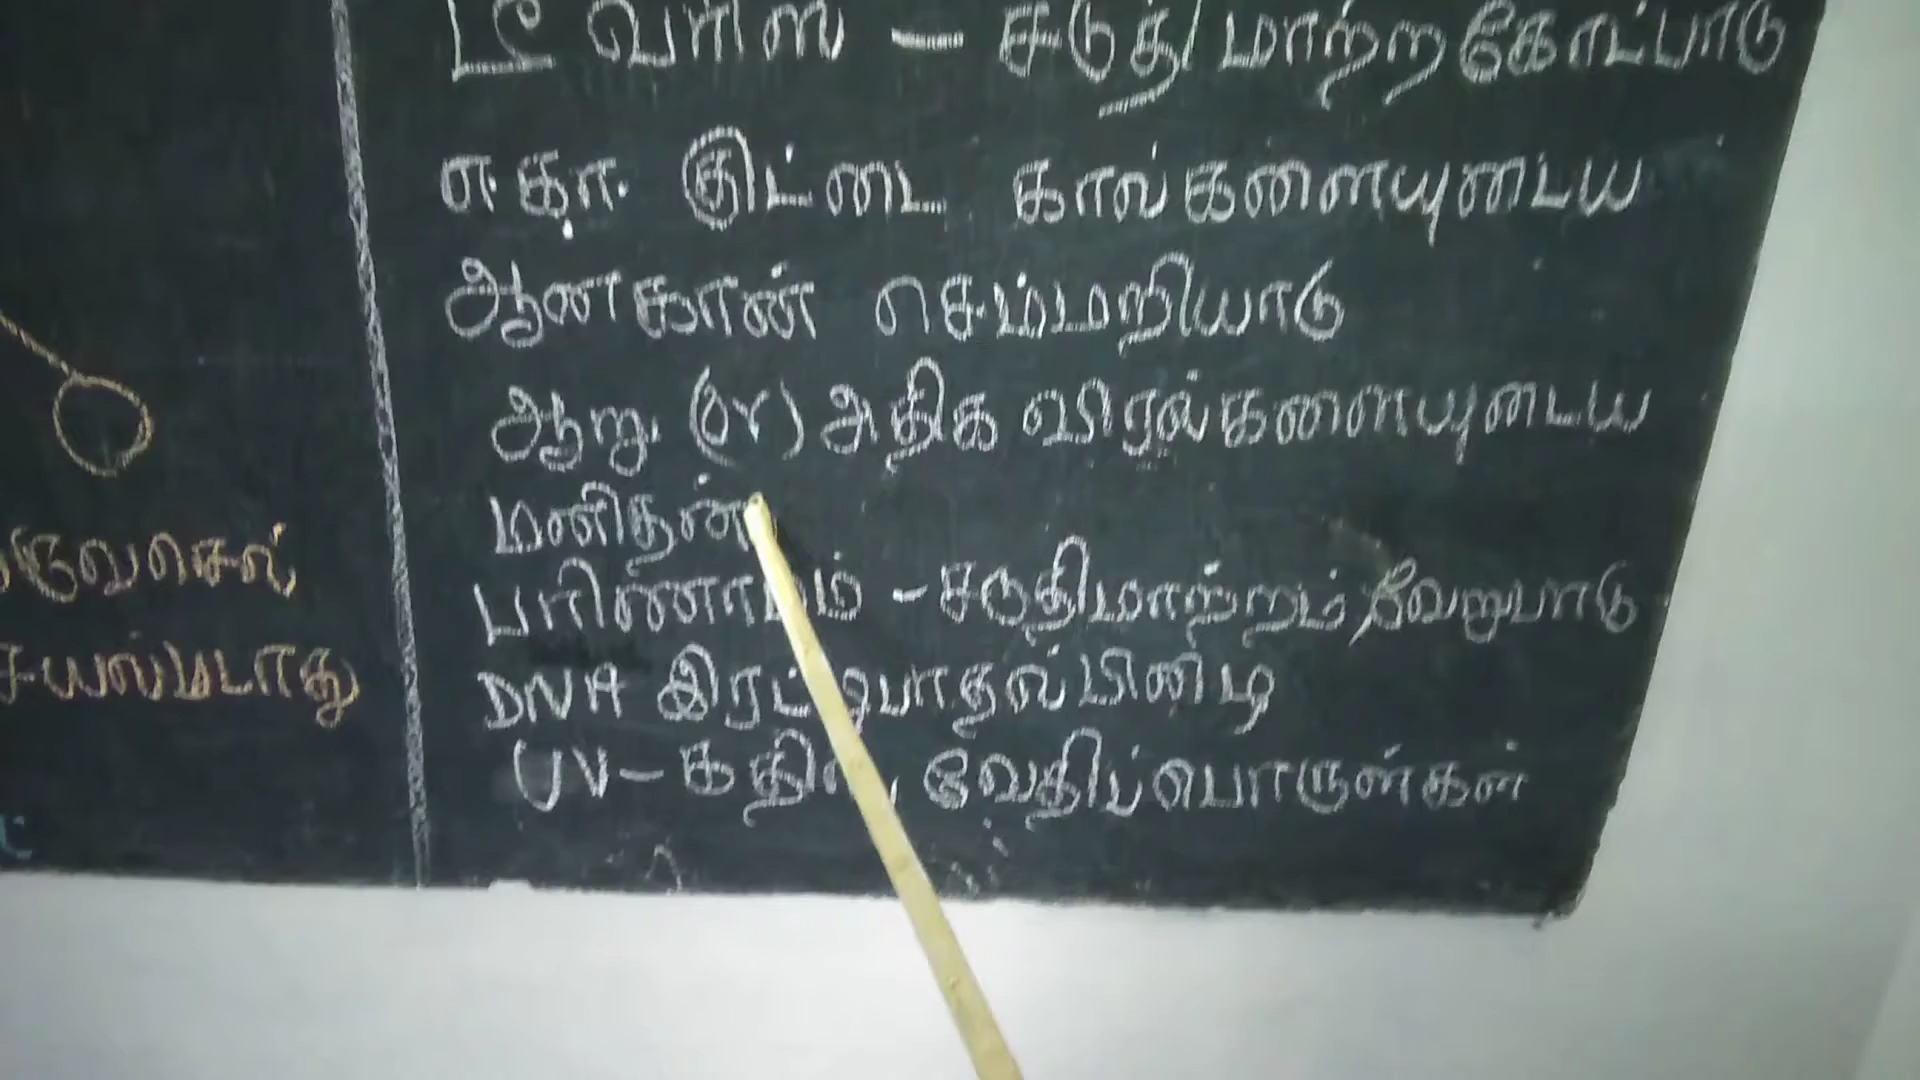 டீ வரிஸ் - சடுதி மாற்ற கோட்பாடு
எ.கா. குட்டை கால்களையுடைய
ஆன்கான் செம்மறியாடு
ஆறு (or) அதிக விரல்களையுடைய
மனிதன்
பரிணாமம் - சடுதிமாற்றம், வேறுபாடு
DNA இரட்டிபாதல் பிணிடி
UV - கதிர், வேதிப்பொருள்கள்
செயல்படாது